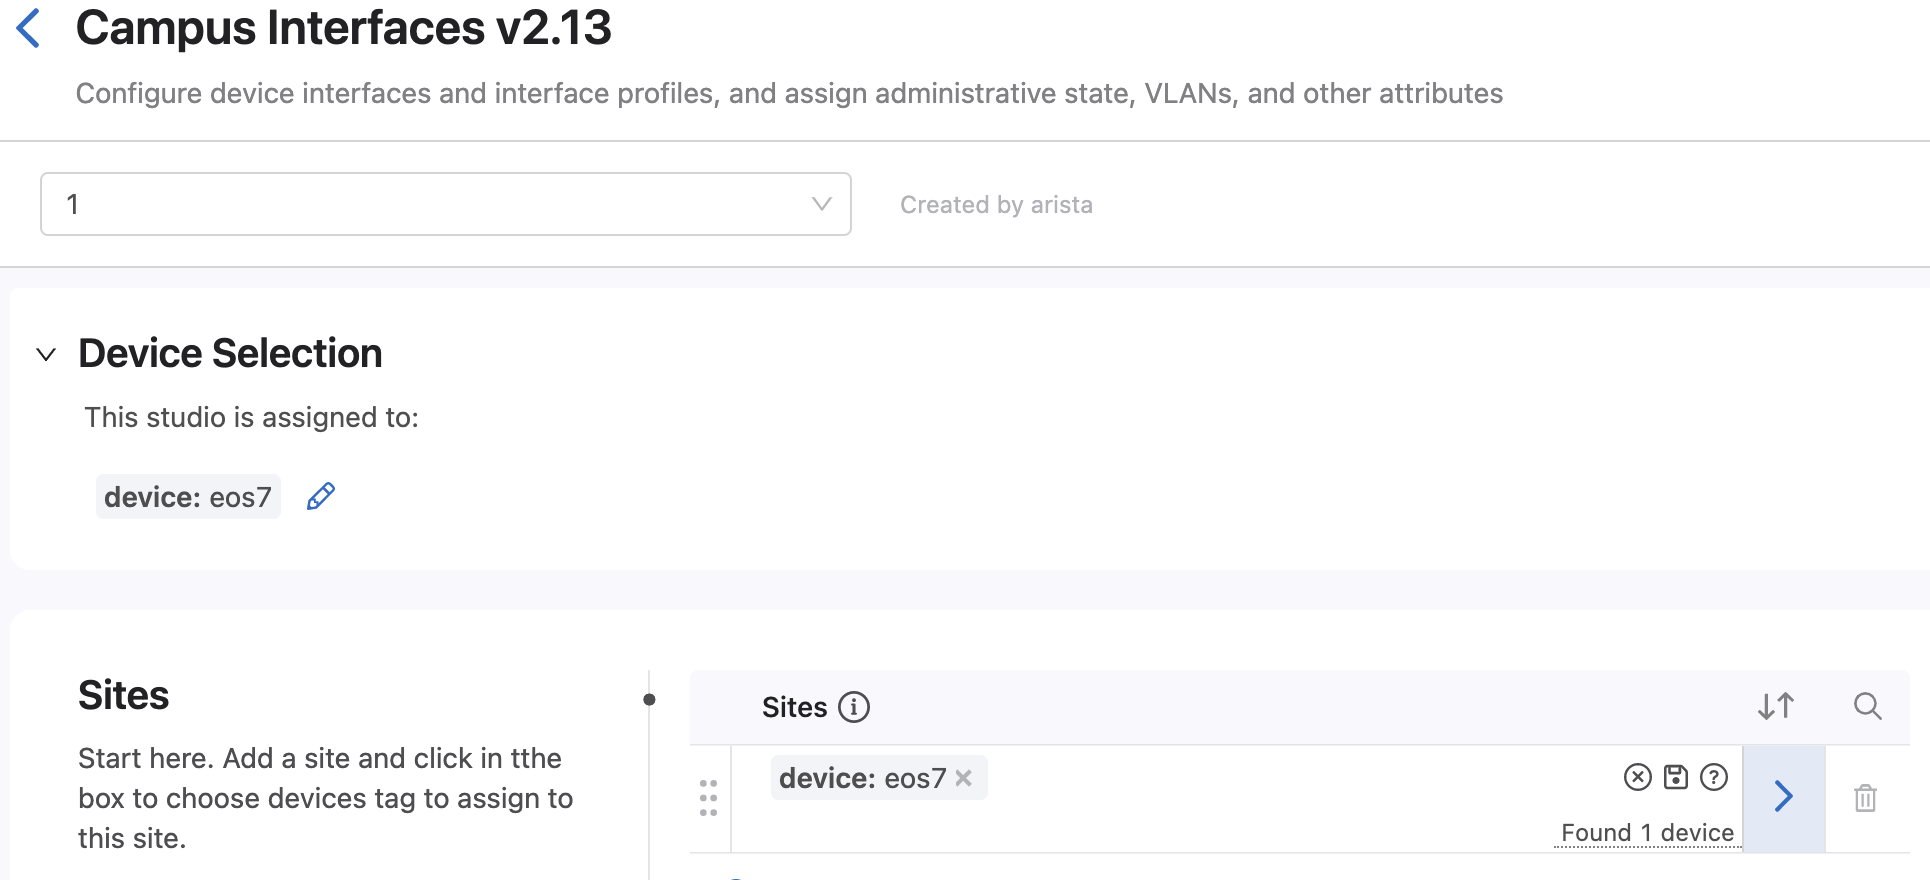 Campus Interfaces v2.13
Configure device interfaces and interface profiles, and assign administrative state, VLANs, and other attributes
1
Created by arista
Device Selection
This studio is assigned to:
device: eos7
Sites
Start here. Add a site and click in tthe
box to choose devices tag to assign to
this site.
Sites
device: eos7
Found 1 device